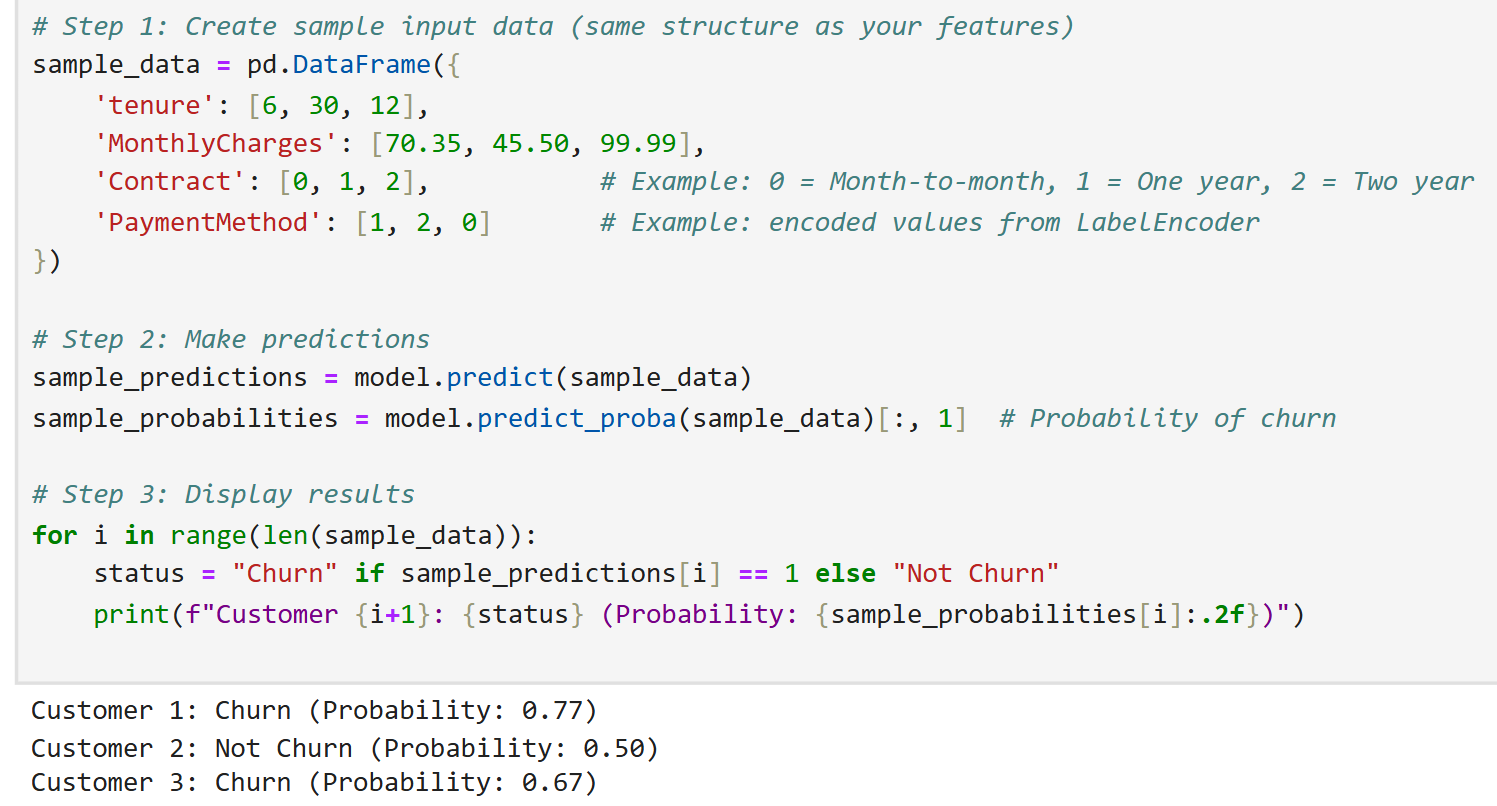 # Step 1: Create sample input data (same structure as your features)
sample_data = pd.DataFrame({
    'tenure': [6, 30, 12],
    'MonthlyCharges': [70.35, 45.50, 99.99],
    'Contract': [0, 1, 2],           # Example: 0 = Month-to-month, 1 = One year, 2 = Two year
    'PaymentMethod': [1, 2, 0]       # Example: encoded values from LabelEncoder
})
# Step 2: Make predictions
sample_predictions = model.predict(sample_data)
sample_probabilities = model.predict_proba(sample_data)[:, 1]  # Probability of churn
# Step 3: Display results
for i in range(len(sample_data)):
    status = "Churn" if sample_predictions[i] == 1 else "Not Churn"
    print(f"Customer {i+1}: {status} (Probability: {sample_probabilities[i]:.2f})")
Customer 1: Churn (Probability: 0.77)
Customer 2: Not Churn (Probability: 0.50)
Customer 3: Churn (Probability: 0.67)